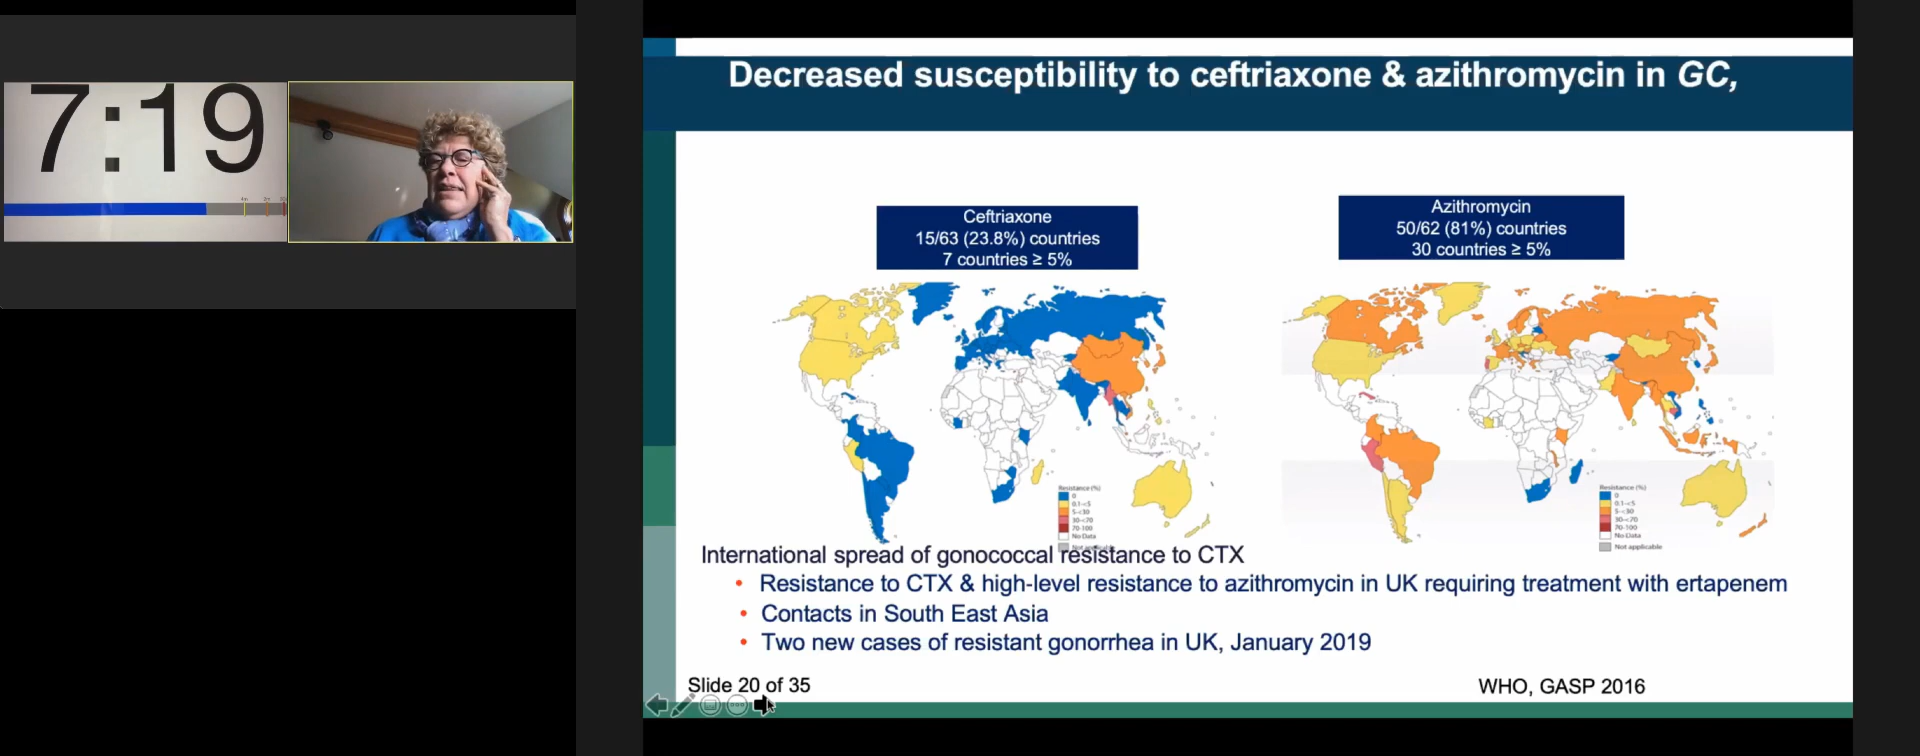 7:19
Decreased susceptibility to ceftriaxone & azithromycin in GC,
Ceftriaxone
15/63 (23.8%) countries
7 countries ≥ 5%
Azithromycin
50/62 (81%) countries
30 countries ≥ 5%
Resistance (%)
0
0.1-<5
5-<30
30-<70
70-100
No Data
Resistance (%)
0
0.1-<5
5-<30
30-<70
70-100
No Data
Not applicable
International spread of gonococcal resistance to CTX
• Resistance to CTX & high-level resistance to azithromycin in UK requiring treatment with ertapenem
• Contacts in South East Asia
• Two new cases of resistant gonorrhea in UK, January 2019
Slide 20 of 35
WHO, GASP 2016